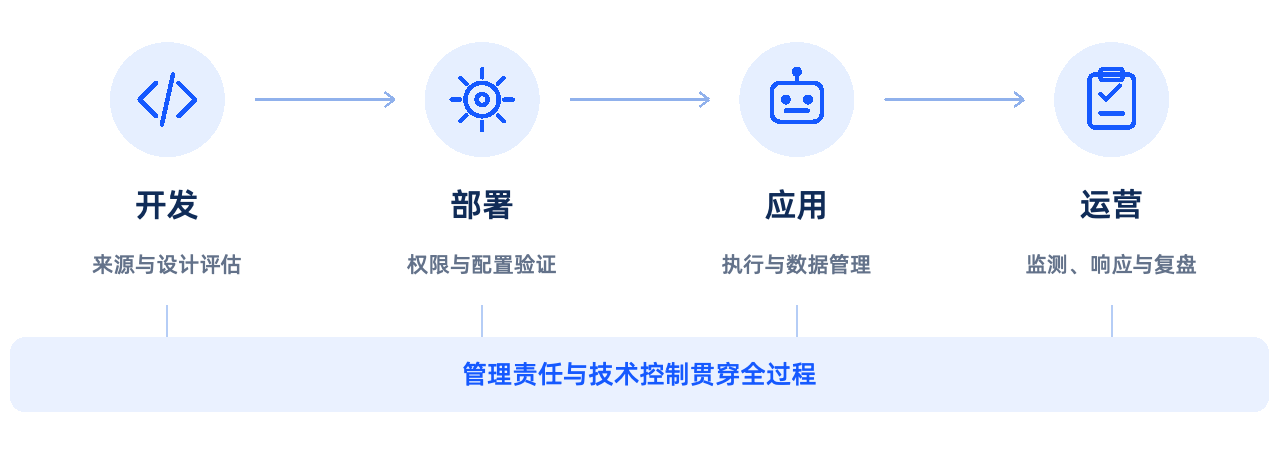 开发
部署
应用
运营
来源与设计评估
权限与配置验证
执行与数据管理
监测、响应与复盘
管理责任与技术控制贯穿全过程